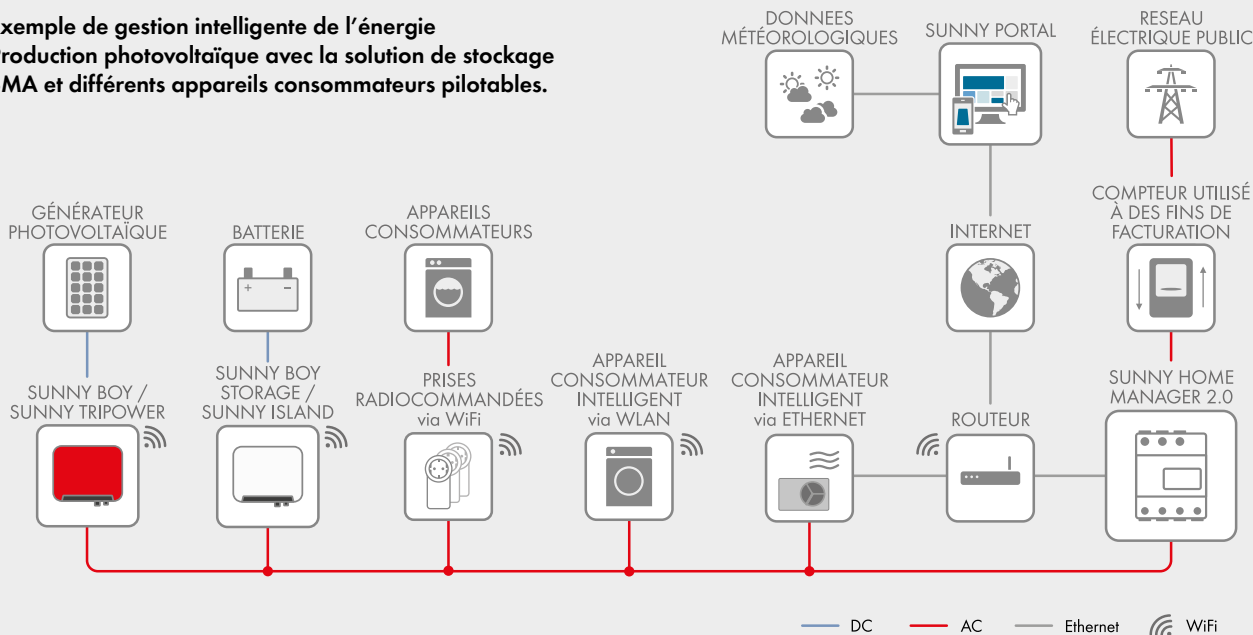 xemple de gestion intelligente de l'énergie
roduction photovoltaïque avec la solution de stockage
MA et différents appareils consommateurs pilotables.
DONNEES
MÉTÉOROLOGIQUES
SUNNY PORTAL
RESEAU
ÉLECTRIQUE PUBLIC
GÉNÉRATEUR
PHOTOVOLTAÏQUE
BATTERIE
APPAREILS
CONSOMMATEURS
INTERNET
COMPTEUR UTILISÉ
À DES FINS DE
FACTURATION
SUNNY BOY /
SUNNY TRIPOWER
SUNNY BOY
STORAGE /
SUNNY ISLAND
PRISES
RADIOCOMMANDÉES
via WiFi
APPAREIL
CONSOMMATEUR
INTELLIGENT
via WLAN
APPAREIL
CONSOMMATEUR
INTELLIGENT
via ETHERNET
ROUTEUR
SUNNY HOME
MANAGER 2.0
DC
AC
Ethernet
WiFi